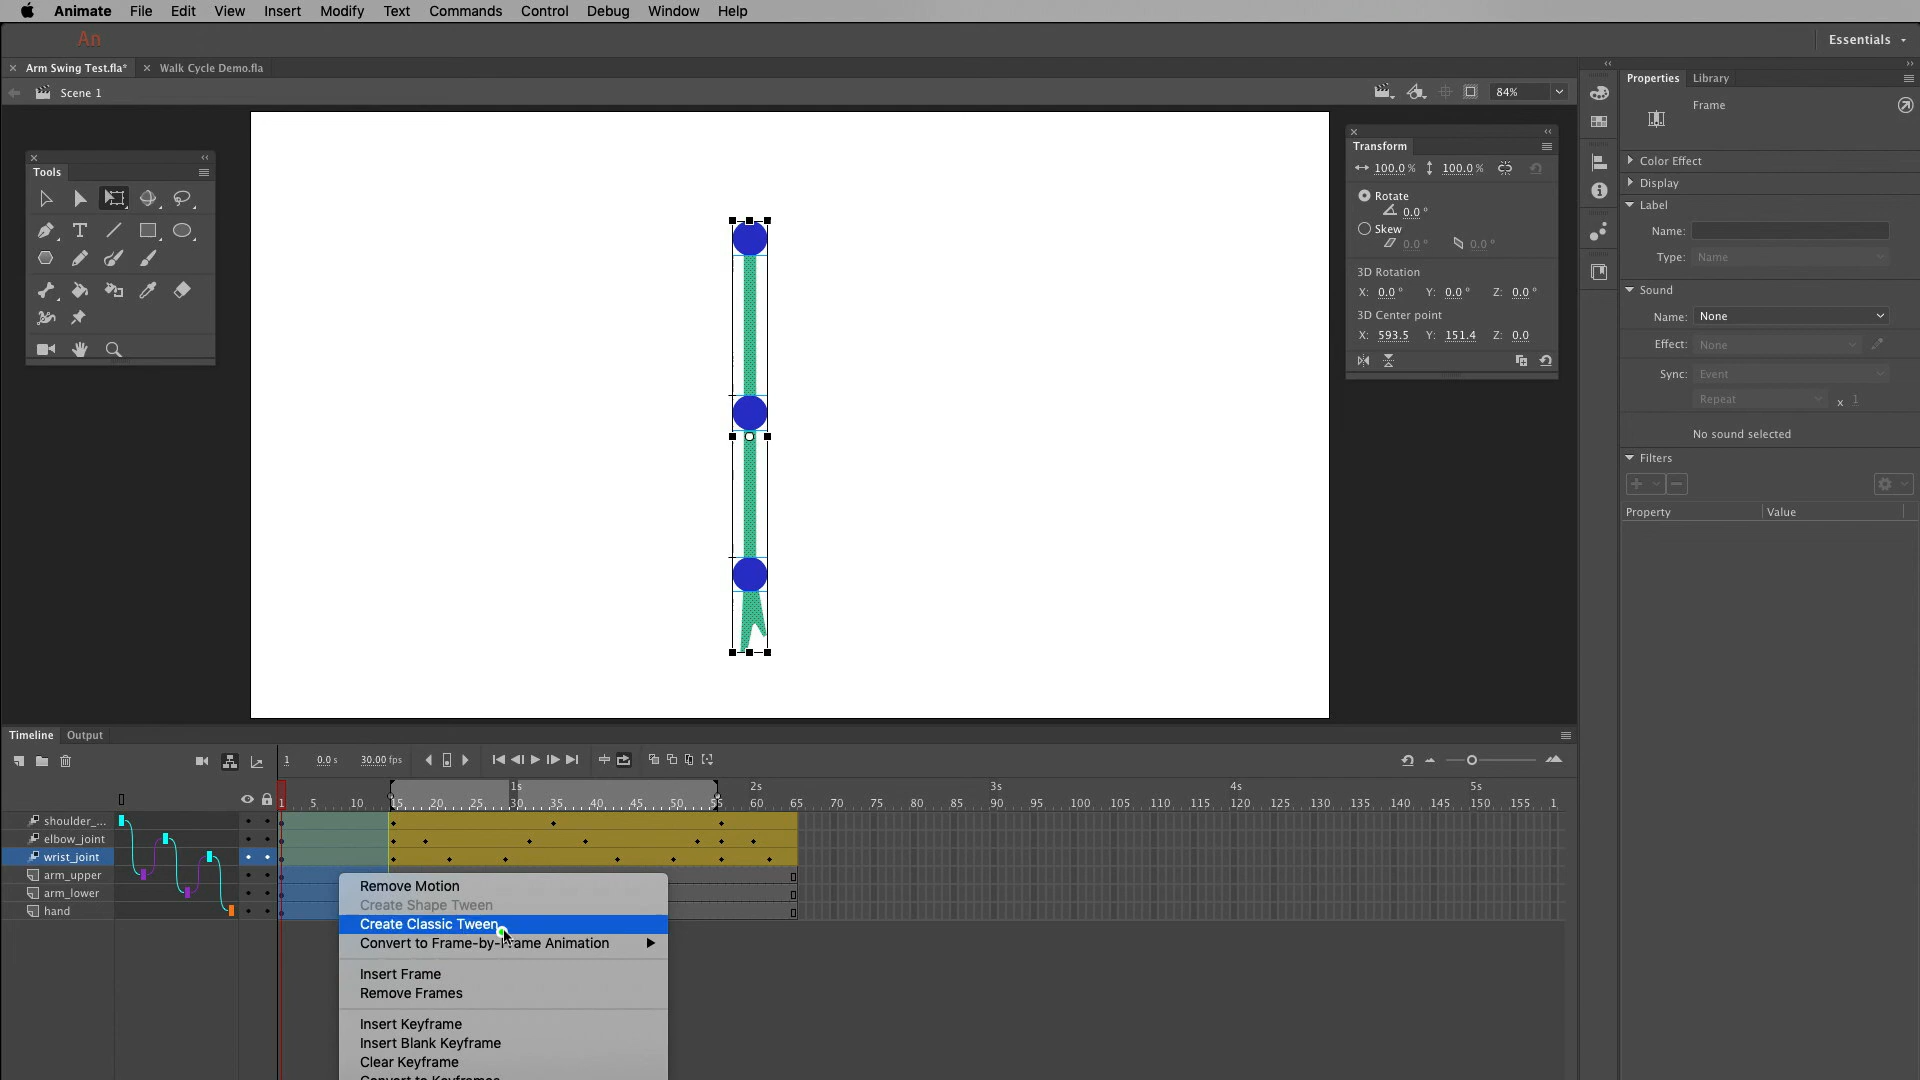 Animate File Edit View Insert Modify Text Commands Control Debug Window Help
An
Essentials
Arm Swing Test.fla* Walk Cycle Demo.fla
Scene 1
84%
Properties Library
Frame
Color Effect
Display
Label
Name:
Type: Name
Sound
Name: None
Effect: None
Sync: Event
Repeat x 1
No sound selected
Filters
Property Value
Tools
Transform
100.0 % 100.0 %
Rotate
0.0 °
Skew
0.0 ° 0.0 °
3D Rotation
X: 0.0 ° Y: 0.0 ° Z: 0.0 °
3D Center point
X: 593.5 Y: 151.4 Z: 0.0
Timeline Output
1 0.0 s 30.00 fps
1s 2s 3s 4s 5s
1 5 10 15 20 25 30 35 40 45 50 55 60 65 70 75 80 85 90 95 100 105 110 115 120 125 130 135 140 145 150 155 1
shoulder_...
elbow_joint
wrist_joint
arm_upper
arm_lower
hand
Remove Motion
Create Shape Tween
Create Classic Tween
Convert to Frame-by-Frame Animation
Insert Frame
Remove Frames
Insert Keyframe
Insert Blank Keyframe
Clear Keyframe
Convert to Keyframes